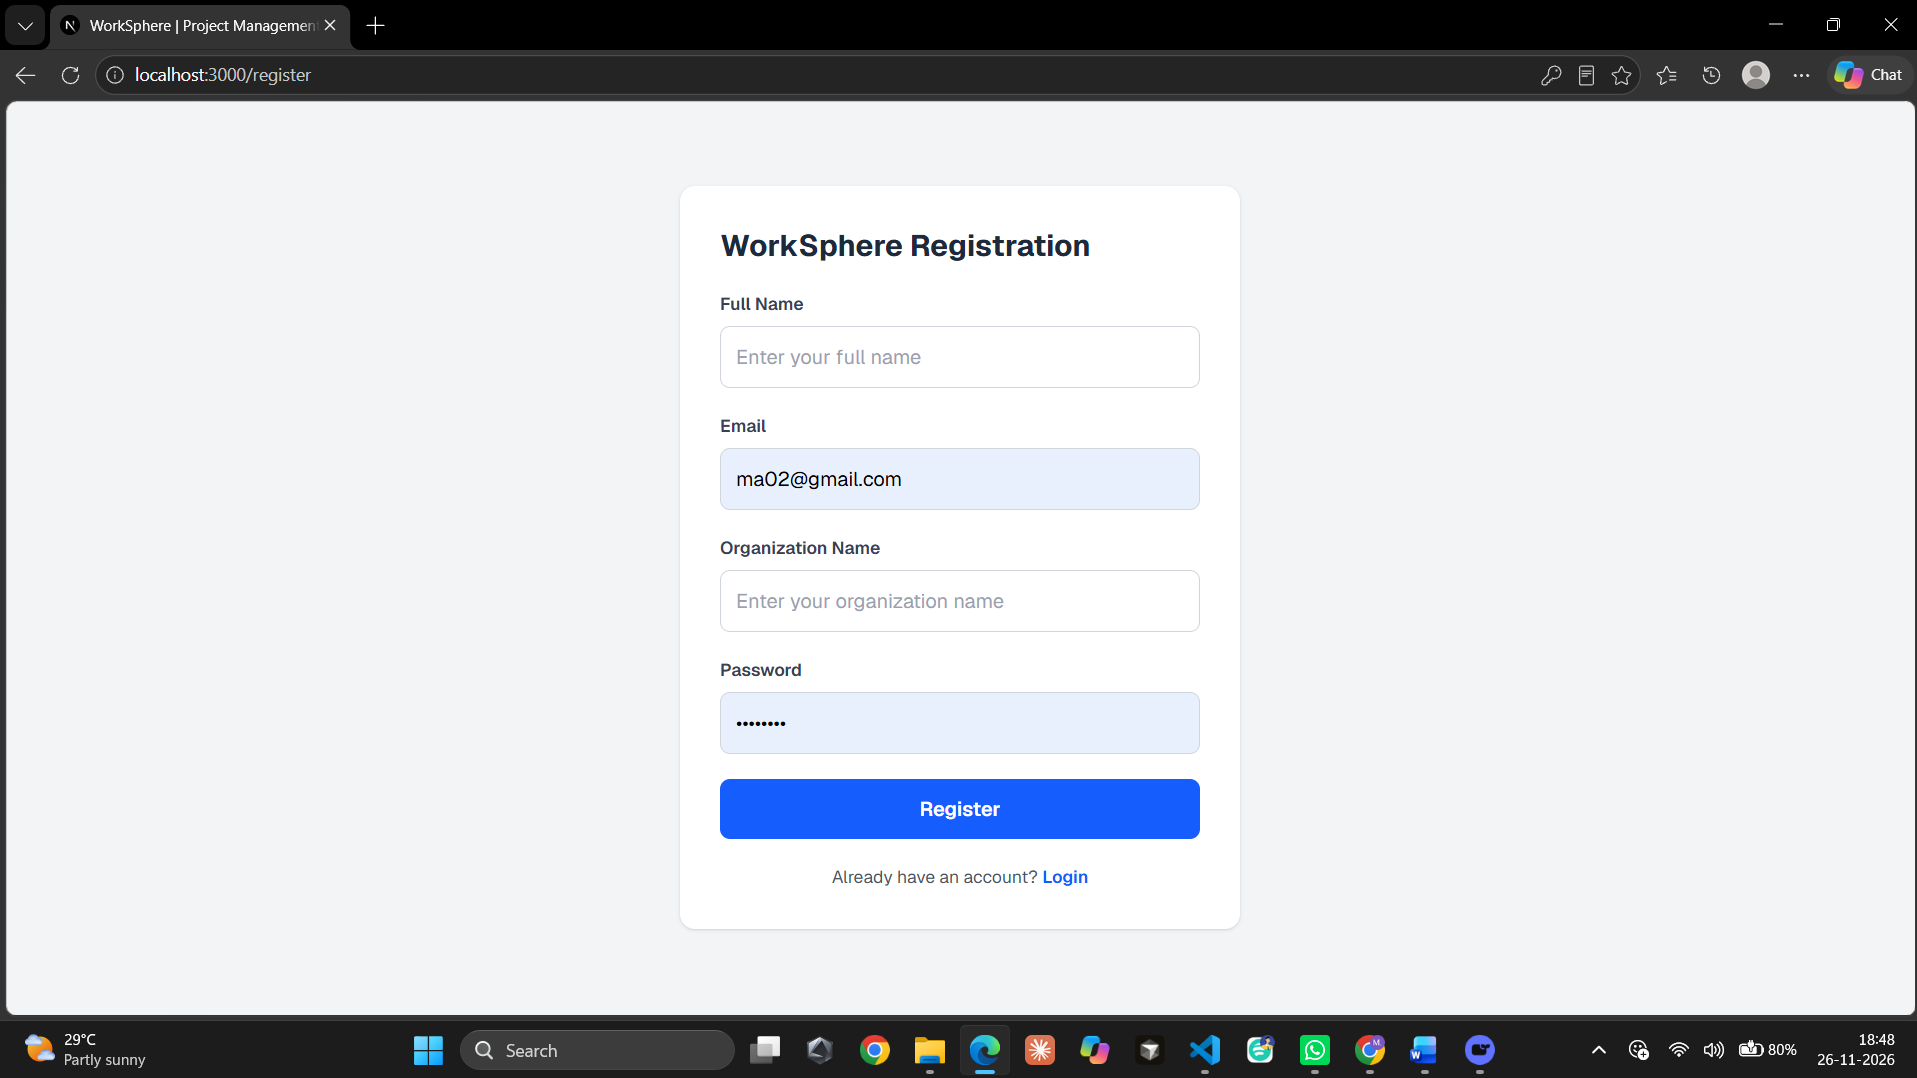 WorkSphere | Project Managemen
localhost:3000/register
Chat
WorkSphere Registration
Full Name
Enter your full name
Email
ma02@gmail.com
Organization Name
Enter your organization name
Password
••••••••
Register
Already have an account? Login
29°C
Partly sunny
Search
80%
18:48
26-11-2026